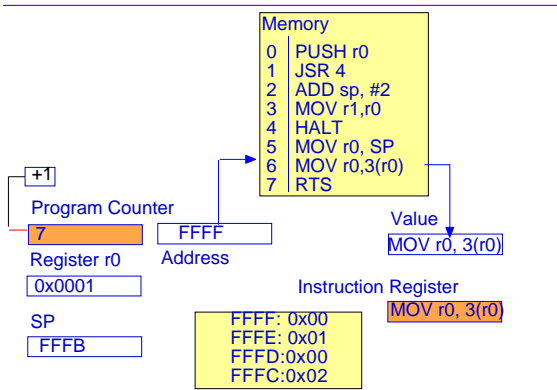 Memory
0 PUSH r0
1 JSR 4
2 ADD sp, #2
3 MOV r1,r0
4 HALT
5 MOV r0, SP
6 MOV r0,3(r0)
7 RTS
+1
Program Counter
7
FFFF
Address
Value
MOV r0, 3(r0)
Register r0
0x0001
Instruction Register
MOV r0, 3(r0)
SP
FFFB
FFFF: 0x00
FFFE: 0x01
FFFD:0x00
FFFC:0x02